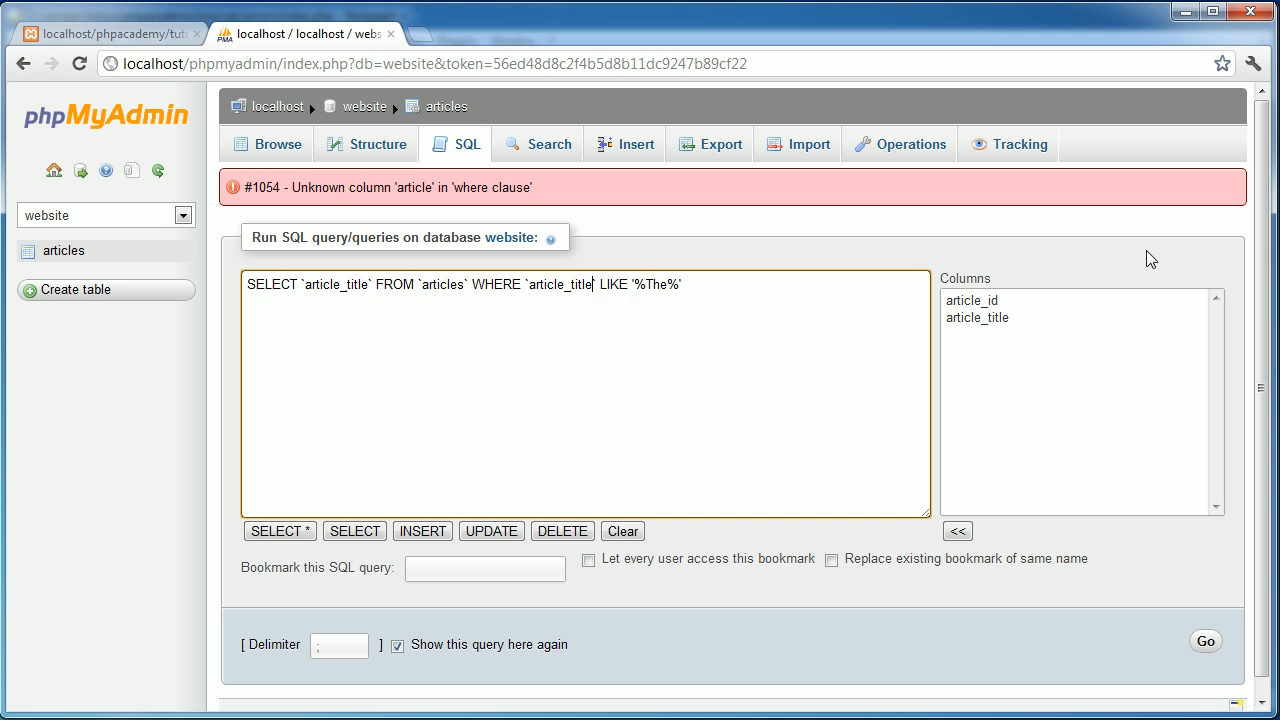 localhost/phpacademy/tuto
localhost / localhost / webs
localhost/phpmyadmin/index.php?db=website&token=56ed48d8c2f4b5d8b11dc9247b89cf22
phpMyAdmin
localhost website articles
Browse Structure SQL Search Insert Export Import Operations Tracking
#1054 - Unknown column 'article' in 'where clause'
website
articles
Create table
Run SQL query/queries on database website:
SELECT `article_title` FROM `articles` WHERE `article_title` LIKE '%The%'
Columns
article_id
article_title
SELECT * SELECT INSERT UPDATE DELETE Clear <<
Bookmark this SQL query: Let every user access this bookmark Replace existing bookmark of same name
[ Delimiter ; ] Show this query here again Go